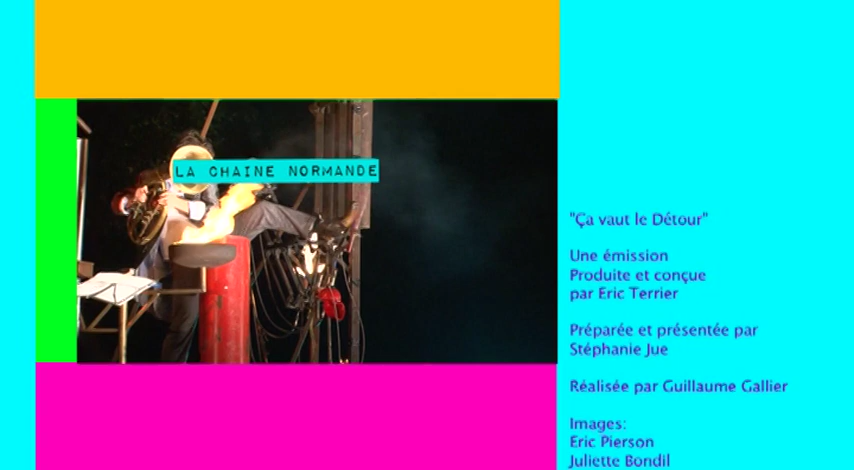 LA CHAINE NORMANDE
"Ça vaut le Détour"
Une émission
Produite et conçue
par Eric Terrier
Préparée et présentée par
Stéphanie Jue
Réalisée par Guillaume Gallier
Images:
Eric Pierson
Juliette Bondil